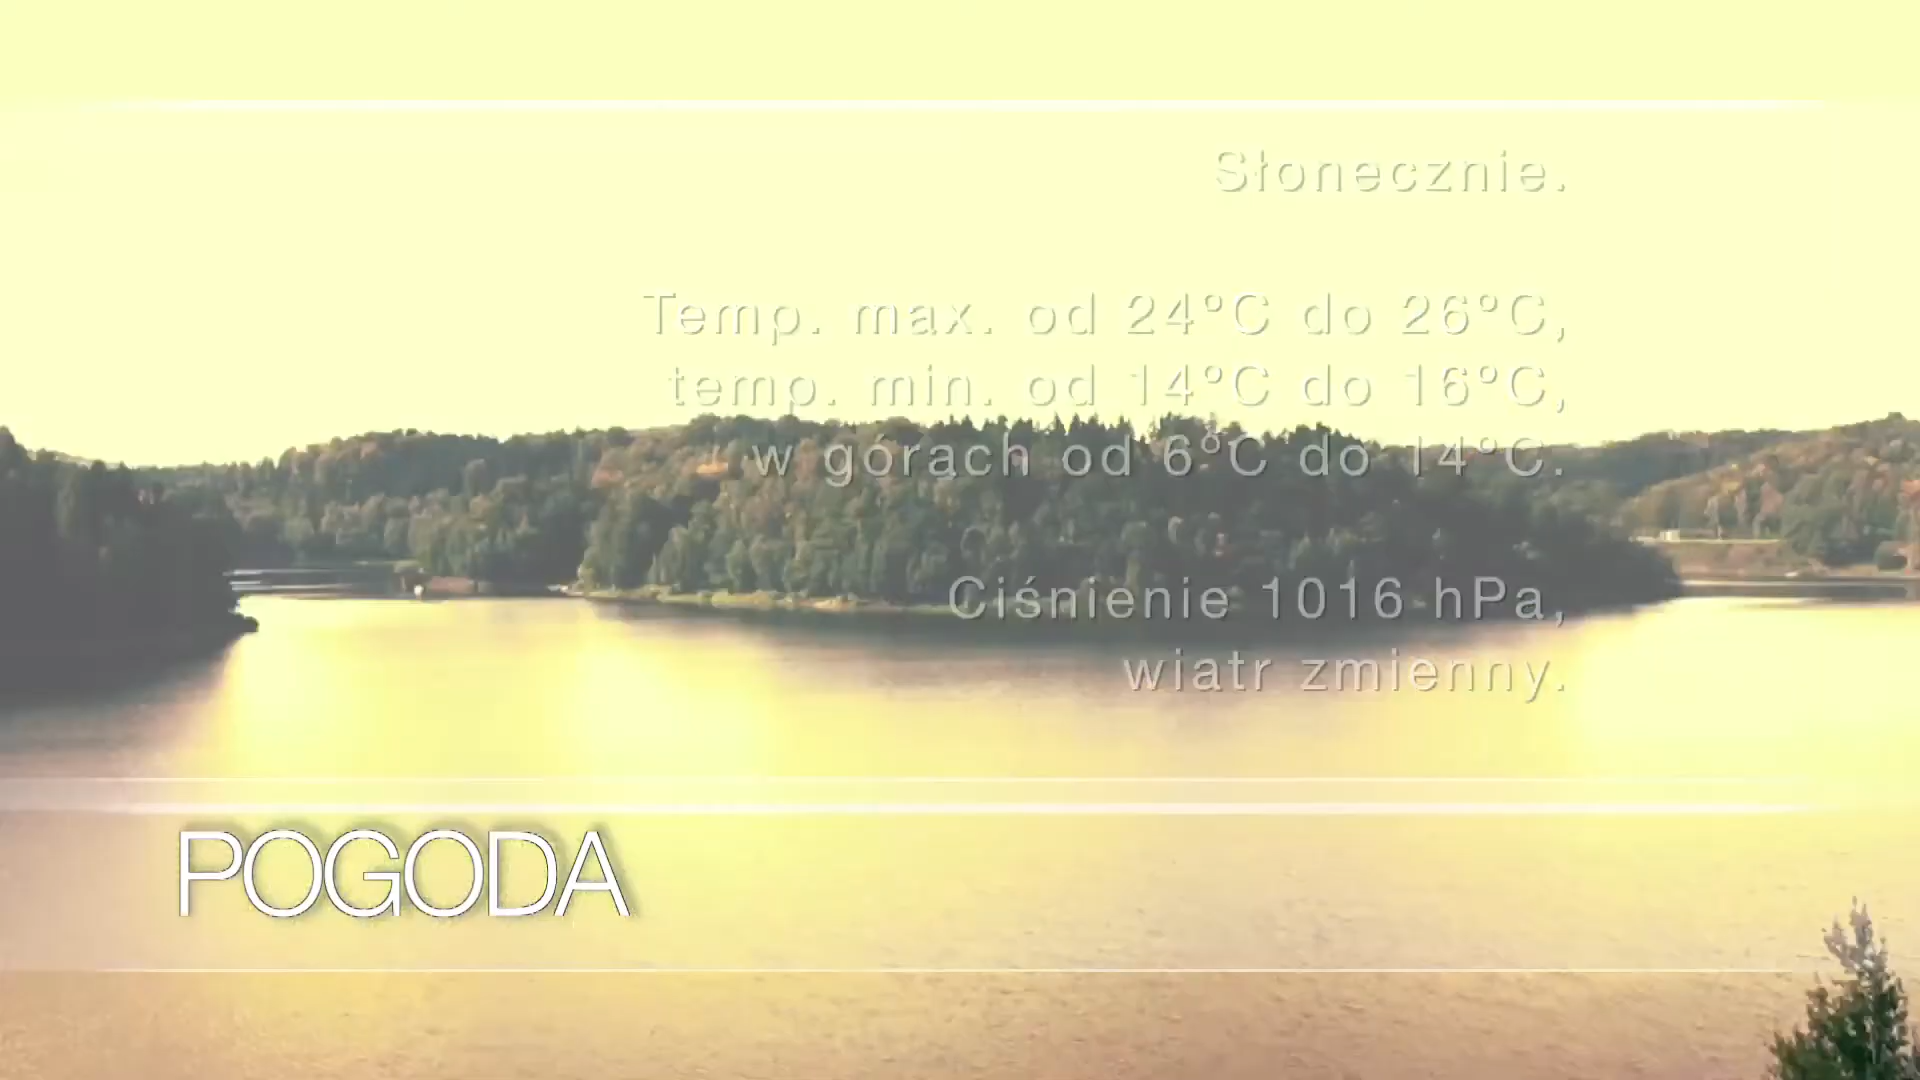 Słonecznie.
Temp. max. od 24°C do 26°C,
temp. min. od 14°C do 16°C,
w górach od 6°C do 14°C.
Ciśnienie 1016 hPa,
wiatr zmienny.
POGODA